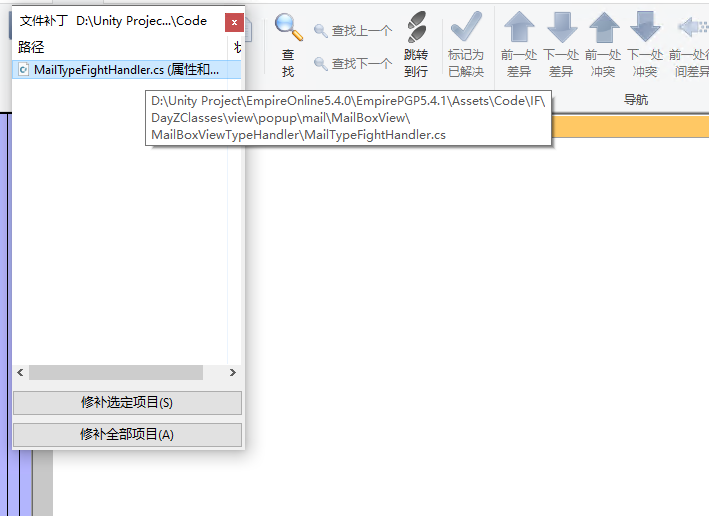 文件补丁 D:\Unity Projec...\Code
x
路径
MailTypeFightHandler.cs (属性和...
D:\Unity Project\EmpireOnline5.4.0\EmpirePGP5.4.1\Assets\Code\IF\
DayZClasses\view\popup\mail\MailBoxView\
MailBoxViewTypeHandler\MailTypeFightHandler.cs
修补选定项目(S)
修补全部项目(A)
查
找
查找上一个
查找下一个
跳转
到行
标记为
已解决
前一处
差异
下一处
差异
前一处
冲突
下一处
冲突
前一处行
间差异
导航